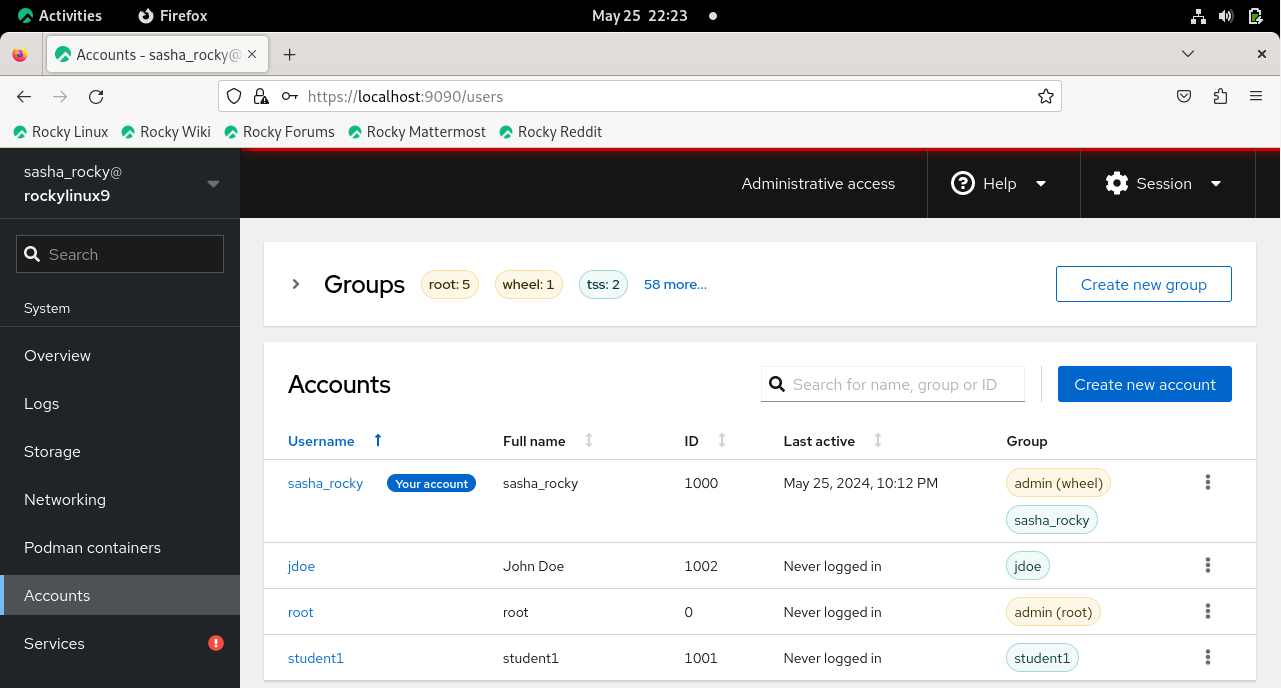 Activities Firefox May 25 22:23
Accounts - sasha_rocky@
https://localhost:9090/users
Rocky Linux Rocky Wiki Rocky Forums Rocky Mattermost Rocky Reddit
sasha_rocky@
rockylinux9
Administrative access Help Session
Search
System
Overview
Logs
Storage
Networking
Podman containers
Accounts
Services
Groups root: 5 wheel: 1 tss: 2 58 more... Create new group
Accounts Search for name, group or ID Create new account
Username Full name ID Last active Group
sasha_rocky Your account sasha_rocky 1000 May 25, 2024, 10:12 PM admin (wheel)
sasha_rocky
jdoe John Doe 1002 Never logged in jdoe
root root 0 Never logged in admin (root)
student1 student1 1001 Never logged in student1